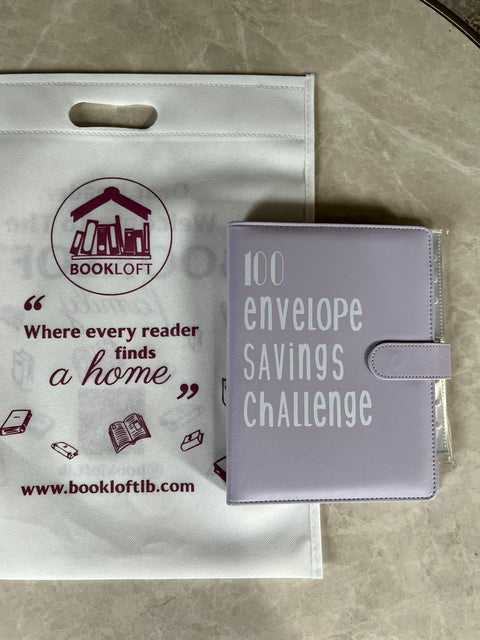 BOOKLOFT
“
Where every reader
finds
a home
”
www.bookloftlb.com
100
envelope
savings
challenge